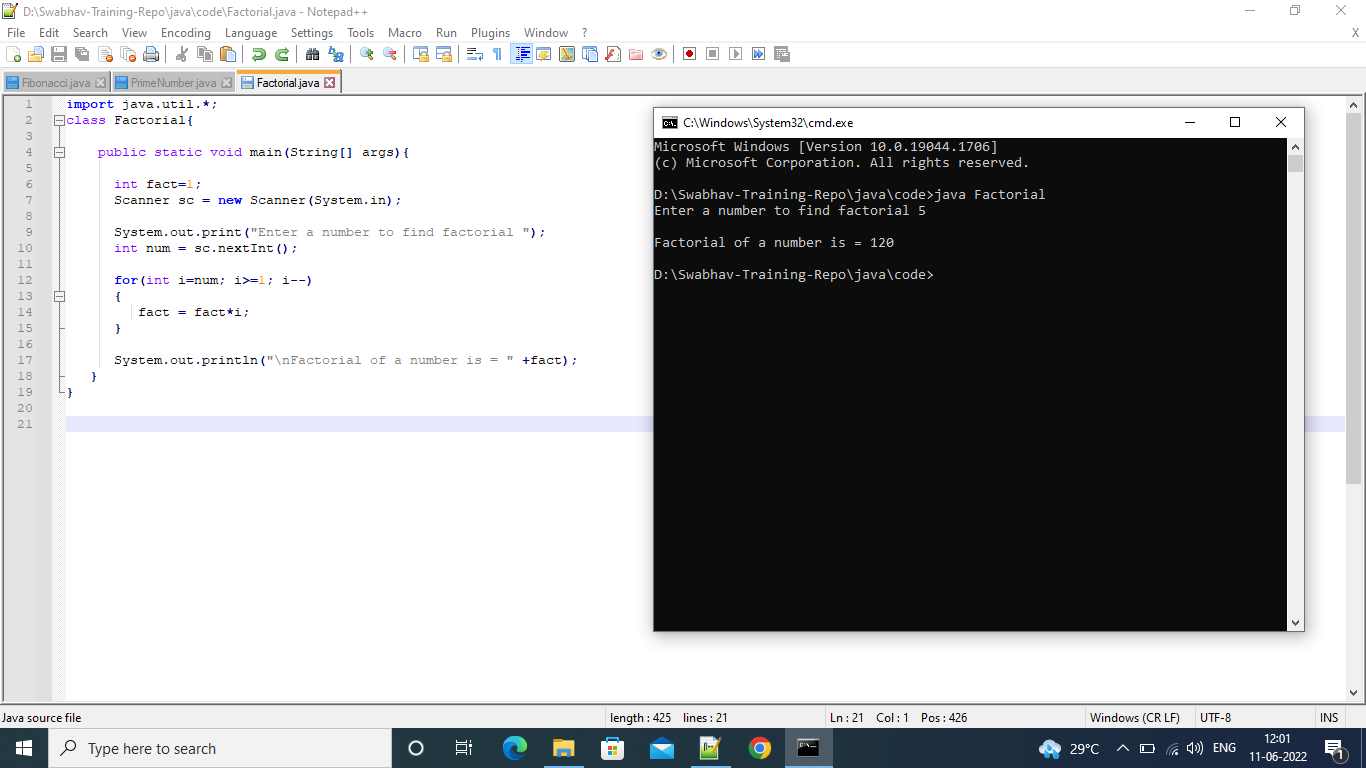 D:\Swabhav-Training-Repo\java\code\Factorial.java - Notepad++
File Edit Search View Encoding Language Settings Tools Macro Run Plugins Window ? X
Fibonacci.java PrimeNumber.java Factorial.java
1 import java.util.*;
2 class Factorial{
3
4 public static void main(String[] args){
5
6 int fact=1;
7 Scanner sc = new Scanner(System.in);
8
9 System.out.print("Enter a number to find factorial ");
10 int num = sc.nextInt();
11
12 for(int i=num; i>=1; i--)
13 {
14 fact = fact*i;
15 }
16
17 System.out.println("\nFactorial of a number is = " +fact);
18 }
19 }
20
21
C:\Windows\System32\cmd.exe
Microsoft Windows [Version 10.0.19044.1706]
(c) Microsoft Corporation. All rights reserved.
D:\Swabhav-Training-Repo\java\code>java Factorial
Enter a number to find factorial 5
Factorial of a number is = 120
D:\Swabhav-Training-Repo\java\code>
Java source file length : 425 lines : 21 Ln : 21 Col : 1 Pos : 426 Windows (CR LF) UTF-8 INS
Type here to search 29°C ENG 12:01
11-06-2022 1